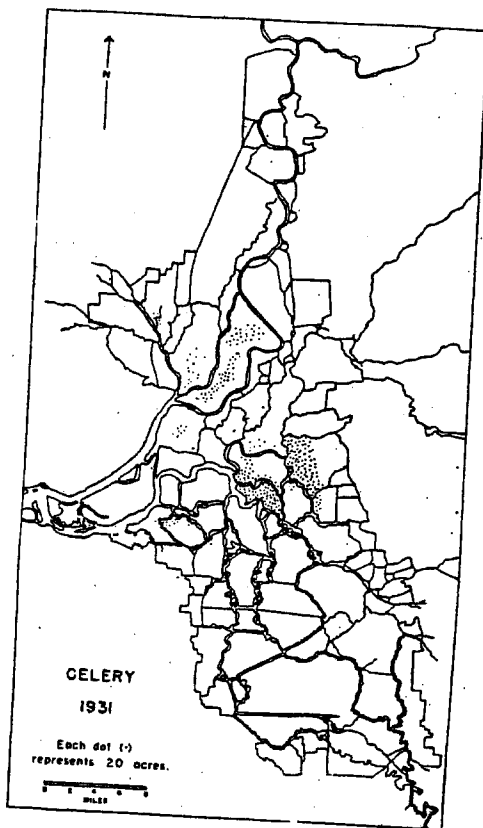 N
CELERY
1931
Each dot (·)
represents 20 acres.
MILES